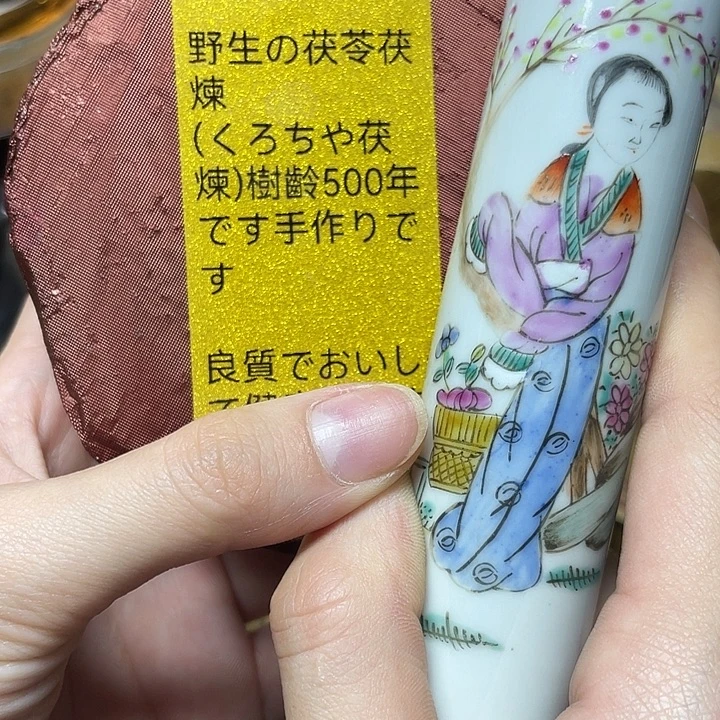 野生の茯苓茯
煉
(くろちや茯
煉)樹齡500年
です手作りで
す
良質でおいし